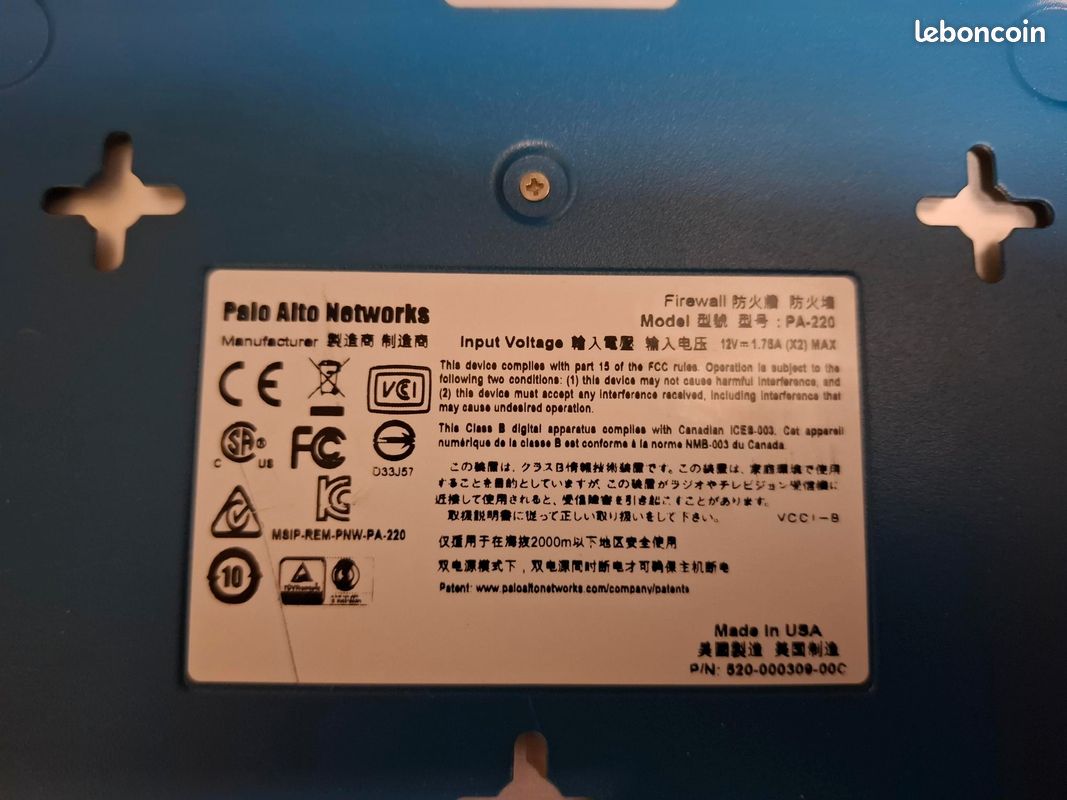 leboncoin
Palo Alto Networks
Manufacturer 製造商 制造商
Firewall 防火牆 防火墙
Model 型號 型号 : PA-220
Input Voltage 輸入電壓 输入电压 12V⎓1.78A (X2) MAX
This device complies with part 15 of the FCC rules. Operation is subject to the
following two conditions: (1) this device may not cause harmful interference, and
(2) this device must accept any interference received, including interference that
may cause undesired operation.
This Class B digital apparatus complies with Canadian ICES-003. Cet appareil
numérique de la classe B est conforme à la norme NMB-003 du Canada.
この装置は、クラスB情報技術装置です。この装置は、家庭環境で使用
することを目的としていますが、この装置がラジオやテレビジョン受信機に
近接して使用されると、受信障害を引き起こすことがあります。
取扱説明書に従って正しい取り扱いをして下さい。 VCCI-B
仅适用于在海拔2000m以下地区安全使用
双电源模式下，双电源同时断电才可确保主机断电
Patent: www.paloaltonetworks.com/company/patents
CE
VCI
C SA ® US
FC
D33J57
MSIP-REM-PNW-PA-220
10
Made in USA
美國製造 美国制造
P/N: 520-000309-00C